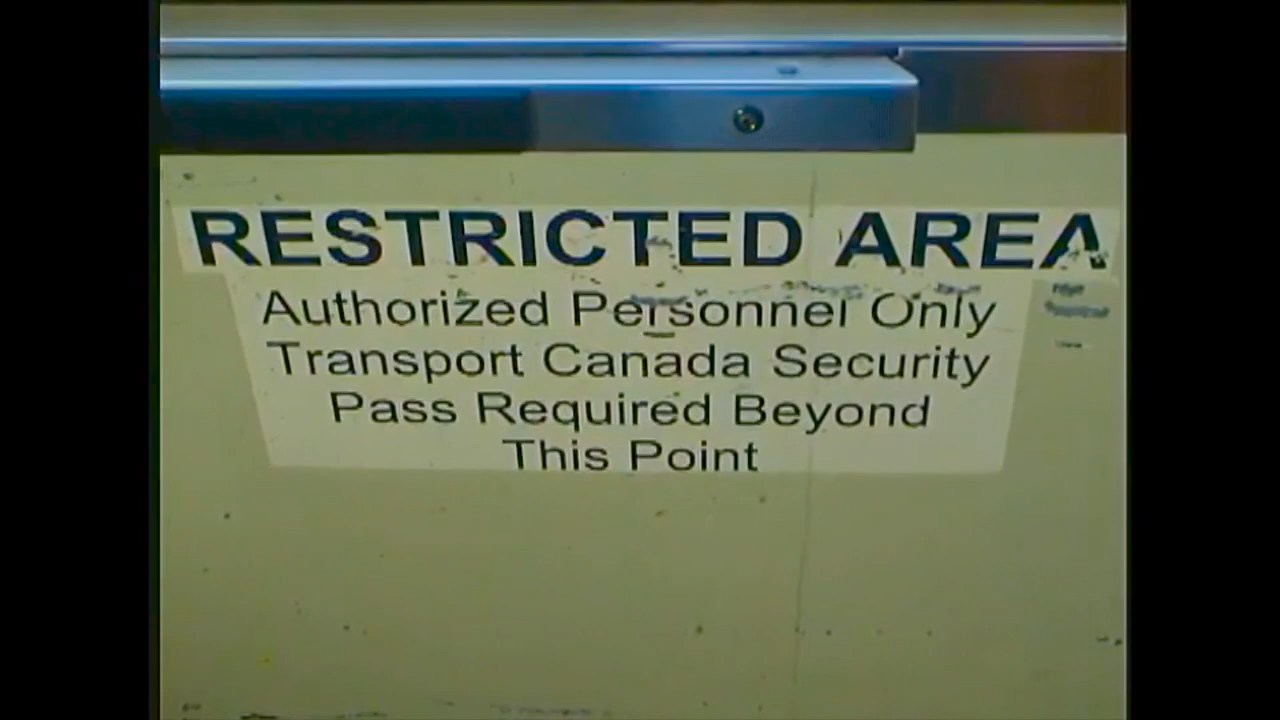 RESTRICTED AREA
Authorized Personnel Only
Transport Canada Security
Pass Required Beyond
This Point